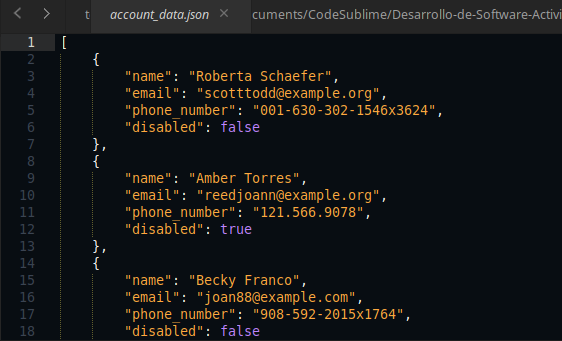 account_data.json
cuments/CodeSublime/Desarrollo-de-Software-Activi
1 [
2 {
3 "name": "Roberta Schaefer",
4 "email": "scotttodd@example.org",
5 "phone_number": "001-630-302-1546x3624",
6 "disabled": false
7 },
8 {
9 "name": "Amber Torres",
10 "email": "reedjoann@example.org",
11 "phone_number": "121.566.9078",
12 "disabled": true
13 },
14 {
15 "name": "Becky Franco",
16 "email": "joan88@example.com",
17 "phone_number": "908-592-2015x1764",
18 "disabled": false